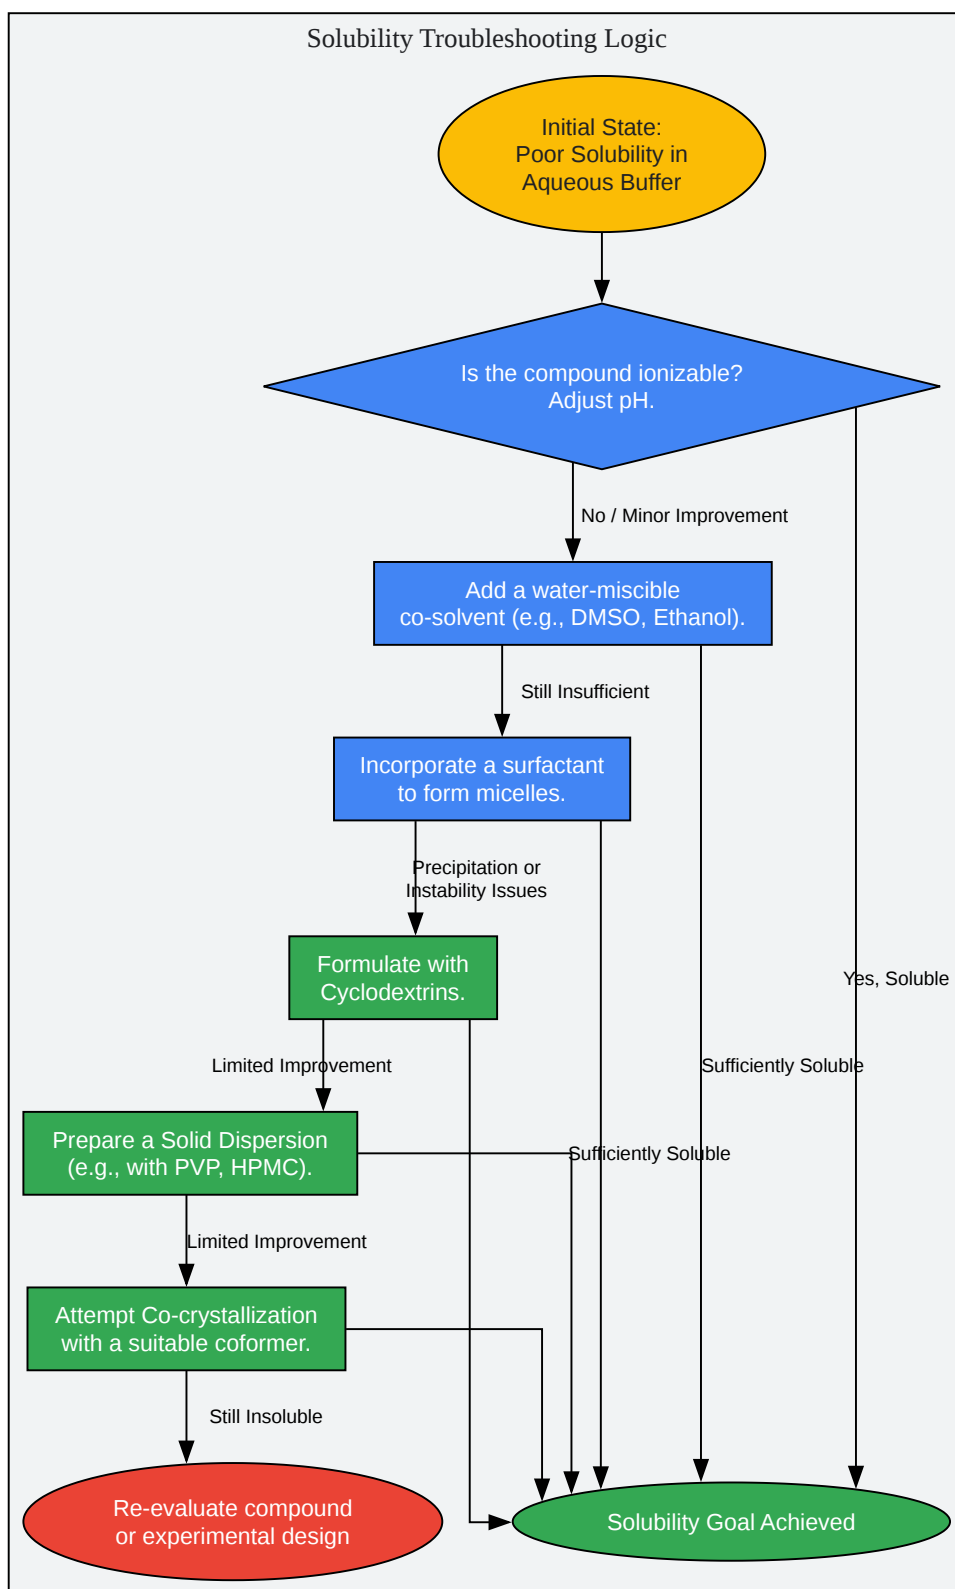 Solubility Troubleshooting Logic
Initial State:
Poor Solubility in
Aqueous Buffer
Is the compound ionizable?
Adjust pH.
No / Minor Improvement
Add a water-miscible
co-solvent (e.g., DMSO, Ethanol).
Still Insufficient
Incorporate a surfactant
to form micelles.
Precipitation or
Instability Issues
Formulate with
Cyclodextrins.
Yes, Soluble
Limited Improvement
Sufficiently Soluble
Prepare a Solid Dispersion
(e.g., with PVP, HPMC).
Sufficiently Soluble
Limited Improvement
Attempt Co-crystallization
with a suitable coformer.
Still Insoluble
Re-evaluate compound
or experimental design
Solubility Goal Achieved